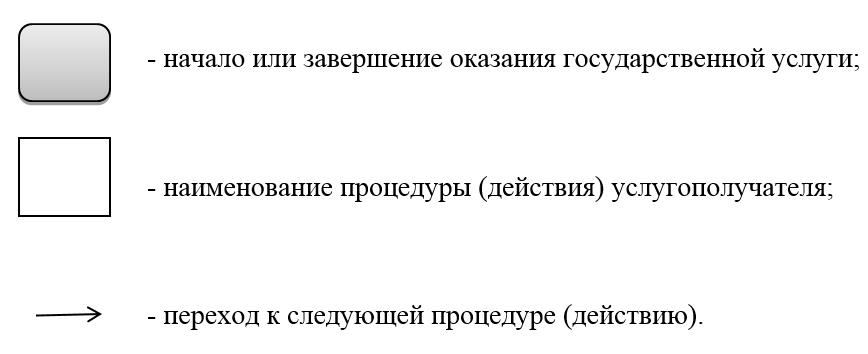 - начало или завершение оказания государственной услуги;
- наименование процедуры (действия) услугополучателя;
- переход к следующей процедуре (действию).